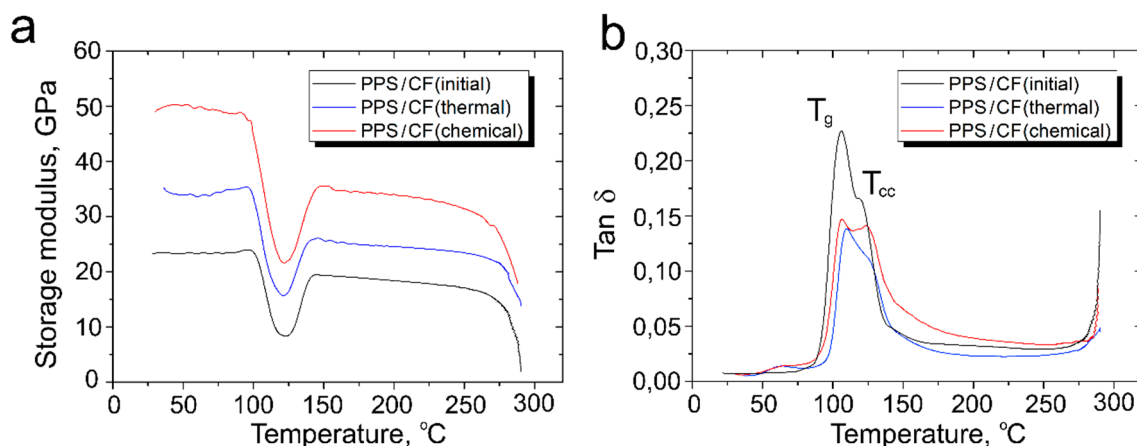 a
60
50
40
30
20
10
0
Storage modulus, GPa
PPS/CF(initial)
PPS/CF(thermal)
PPS/CF(chemical)
0 50 100 150 200 250 300
Temperature, °C
b
0,30
0,25
0,20
0,15
0,10
0,05
0,00
Tan δ
PPS/CF(initial)
PPS/CF(thermal)
PPS/CF(chemical)
Tg
Tcc
0 50 100 150 200 250 300
Temperature, °C